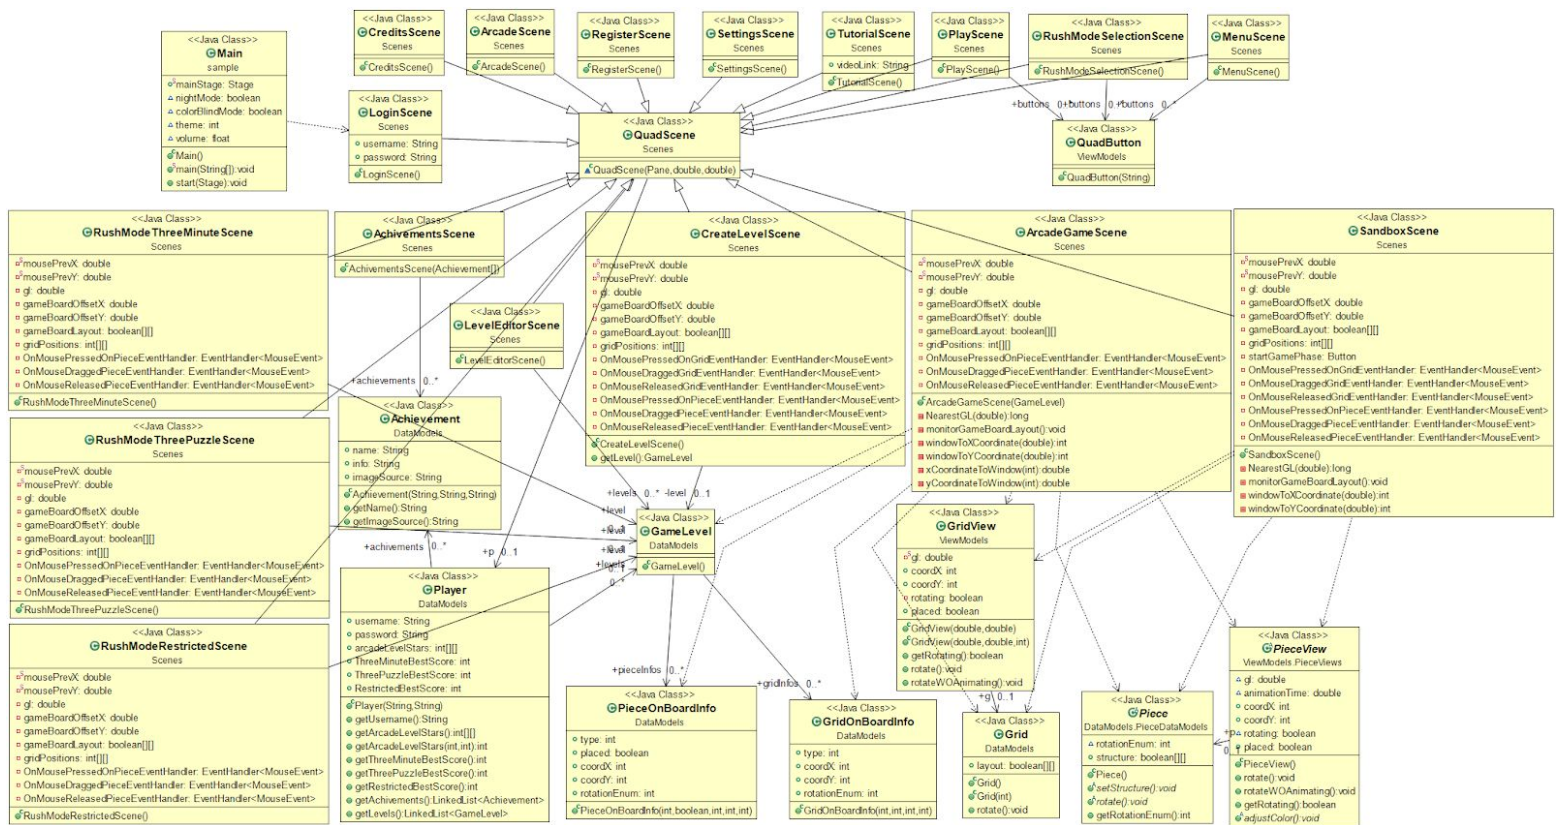 <<Java Class>>
Main
sample
mainStage: Stage
nightMode: boolean
colorBlindMode: boolean
theme: int
volume: float
Main()
main(String[]):void
start(Stage):void
<<Java Class>>
CreditsScene
Scenes
CreditsScene()
<<Java Class>>
ArcadeScene
Scenes
ArcadeScene()
<<Java Class>>
RegisterScene
Scenes
RegisterScene()
<<Java Class>>
SettingsScene
Scenes
SettingsScene()
<<Java Class>>
TutorialScene
Scenes
videoLink: String
TutorialScene()
<<Java Class>>
PlayScene
Scenes
PlayScene()
<<Java Class>>
RushModeSelectionScene
Scenes
RushModeSelectionScene()
<<Java Class>>
MenuScene
Scenes
MenuScene()
<<Java Class>>
LoginScene
Scenes
username: String
password: String
LoginScene()
<<Java Class>>
QuadScene
Scenes
QuadScene(Pane,double,double)
+buttons
+buttons 0..*
<<Java Class>>
QuadButton
ViewModels
QuadButton(String)
<<Java Class>>
RushModeThreeMinuteScene
Scenes
mousePrevX: double
mousePrevY: double
gl: double
gameBoardOffsetX: double
gameBoardOffsetY: double
gameBoardLayout: boolean[][]
gridPositions: int[][]
OnMousePressedOnPieceEventHandler: EventHandler<MouseEvent>
OnMouseDraggedPieceEventHandler: EventHandler<MouseEvent>
OnMouseReleasedPieceEventHandler: EventHandler<MouseEvent>
RushModeThreeMinuteScene()
<<Java Class>>
AchivementsScene
Scenes
AchivementsScene(Achievement[])
<<Java Class>>
LevelEditorScene
Scenes
LevelEditorScene()
<<Java Class>>
CreateLevelScene
Scenes
mousePrevX: double
mousePrevY: double
gl: double
gameBoardOffsetX: double
gameBoardOffsetY: double
gameBoardLayout: boolean[][]
gridPositions: int[][]
OnMousePressedOnGridEventHandler: EventHandler<MouseEvent>
OnMouseDraggedGridEventHandler: EventHandler<MouseEvent>
OnMouseReleasedGridEventHandler: EventHandler<MouseEvent>
OnMousePressedOnPieceEventHandler: EventHandler<MouseEvent>
OnMouseDraggedPieceEventHandler: EventHandler<MouseEvent>
OnMouseReleasedPieceEventHandler: EventHandler<MouseEvent>
CreateLevelScene()
getLevel():GameLevel
<<Java Class>>
ArcadeGameScene
Scenes
mousePrevX: double
mousePrevY: double
gl: double
gameBoardOffsetX: double
gameBoardOffsetY: double
gameBoardLayout: boolean[][]
gridPositions: int[][]
OnMousePressedOnPieceEventHandler: EventHandler<MouseEvent>
OnMouseDraggedPieceEventHandler: EventHandler<MouseEvent>
OnMouseReleasedPieceEventHandler: EventHandler<MouseEvent>
ArcadeGameScene(GameLevel)
NearestGL(double):long
monitorGameBoardLayout():void
windowToXCoordinate(double):int
windowToYCoordinate(double):int
xCoordinateToWindow(int):double
yCoordinateToWindow(int):double
<<Java Class>>
SandboxScene
Scenes
mousePrevX: double
mousePrevY: double
gl: double
gameBoardOffsetX: double
gameBoardOffsetY: double
gameBoardLayout: boolean[][]
gridPositions: int[][]
startGamePhase: Button
OnMousePressedOnGridEventHandler: EventHandler<MouseEvent>
OnMouseDraggedGridEventHandler: EventHandler<MouseEvent>
OnMouseReleasedGridEventHandler: EventHandler<MouseEvent>
OnMousePressedOnPieceEventHandler: EventHandler<MouseEvent>
OnMouseDraggedPieceEventHandler: EventHandler<MouseEvent>
OnMouseReleasedPieceEventHandler: EventHandler<MouseEvent>
SandboxScene()
NearestGL(double):long
monitorGameBoardLayout():void
windowToXCoordinate(double):int
windowToYCoordinate(double):int
+achievements 0..*
<<Java Class>>
Achievement
DataModels
name: String
info: String
imageSource: String
Achievement(String,String,String)
getName():String
getImageSource():String
+achivements 0..*
<<Java Class>>
RushModeThreePuzzleScene
Scenes
mousePrevX: double
mousePrevY: double
gl: double
gameBoardOffsetX: double
gameBoardOffsetY: double
gameBoardLayout: boolean[][]
gridPositions: int[][]
OnMousePressedOnPieceEventHandler: EventHandler<MouseEvent>
OnMouseDraggedPieceEventHandler: EventHandler<MouseEvent>
OnMouseReleasedPieceEventHandler: EventHandler<MouseEvent>
RushModeThreePuzzleScene()
+levels 0..*
-level 0..1
+level
+level
+p 0..1
0..*
<<Java Class>>
GameLevel
DataModels
GameLevel()
<<Java Class>>
GridView
ViewModels
gl: double
coordX: int
coordY: int
rotating: boolean
placed: boolean
GridView(double,double)
GridView(double,double,int)
getRotating():boolean
rotate():void
rotateWOAnimating():void
<<Java Class>>
Player
DataModels
username: String
password: String
arcadeLevelStars: int[][]
ThreeMinuteBestScore: int
ThreePuzzleBestScore: int
RestrictedBestScore: int
Player(String,String)
getUsername():String
getArcadeLevelStars():int[][]
getArcadeLevelStars(int,int):int
getThreeMinuteBestScore():int
getThreePuzzleBestScore():int
getRestrictedBestScore():int
getAchivements():LinkedList<Achievement>
getLevels():LinkedList<GameLevel>
<<Java Class>>
RushModeRestrictedScene
Scenes
mousePrevX: double
mousePrevY: double
gl: double
gameBoardOffsetX: double
gameBoardOffsetY: double
gameBoardLayout: boolean[][]
gridPositions: int[][]
OnMousePressedOnPieceEventHandler: EventHandler<MouseEvent>
OnMouseDraggedPieceEventHandler: EventHandler<MouseEvent>
OnMouseReleasedPieceEventHandler: EventHandler<MouseEvent>
RushModeRestrictedScene()
+pieceInfos 0..*
+gridInfos 0..*
<<Java Class>>
PieceOnBoardInfo
DataModels
type: int
placed: boolean
coordX: int
coordY: int
rotationEnum: int
PieceOnBoardInfo(int,boolean,int,int,int)
<<Java Class>>
GridOnBoardInfo
DataModels
type: int
coordX: int
coordY: int
rotationEnum: int
GridOnBoardInfo(int,int,int,int)
+g 0..1
<<Java Class>>
Grid
DataModels
layout: boolean[][]
Grid()
Grid(int)
rotate():void
<<Java Class>>
Piece
DataModels.PieceDataModels
rotationEnum: int
structure: boolean[][]
Piece()
setStructure():void
rotate():void
getRotationEnum():int
+p
<<Java Class>>
PieceView
ViewModels.PieceViews
gl: double
animationTime: double
coordX: int
coordY: int
rotating: boolean
placed: boolean
PieceView()
rotate():void
rotateWOAnimating():void
getRotating():boolean
adjustColor():void